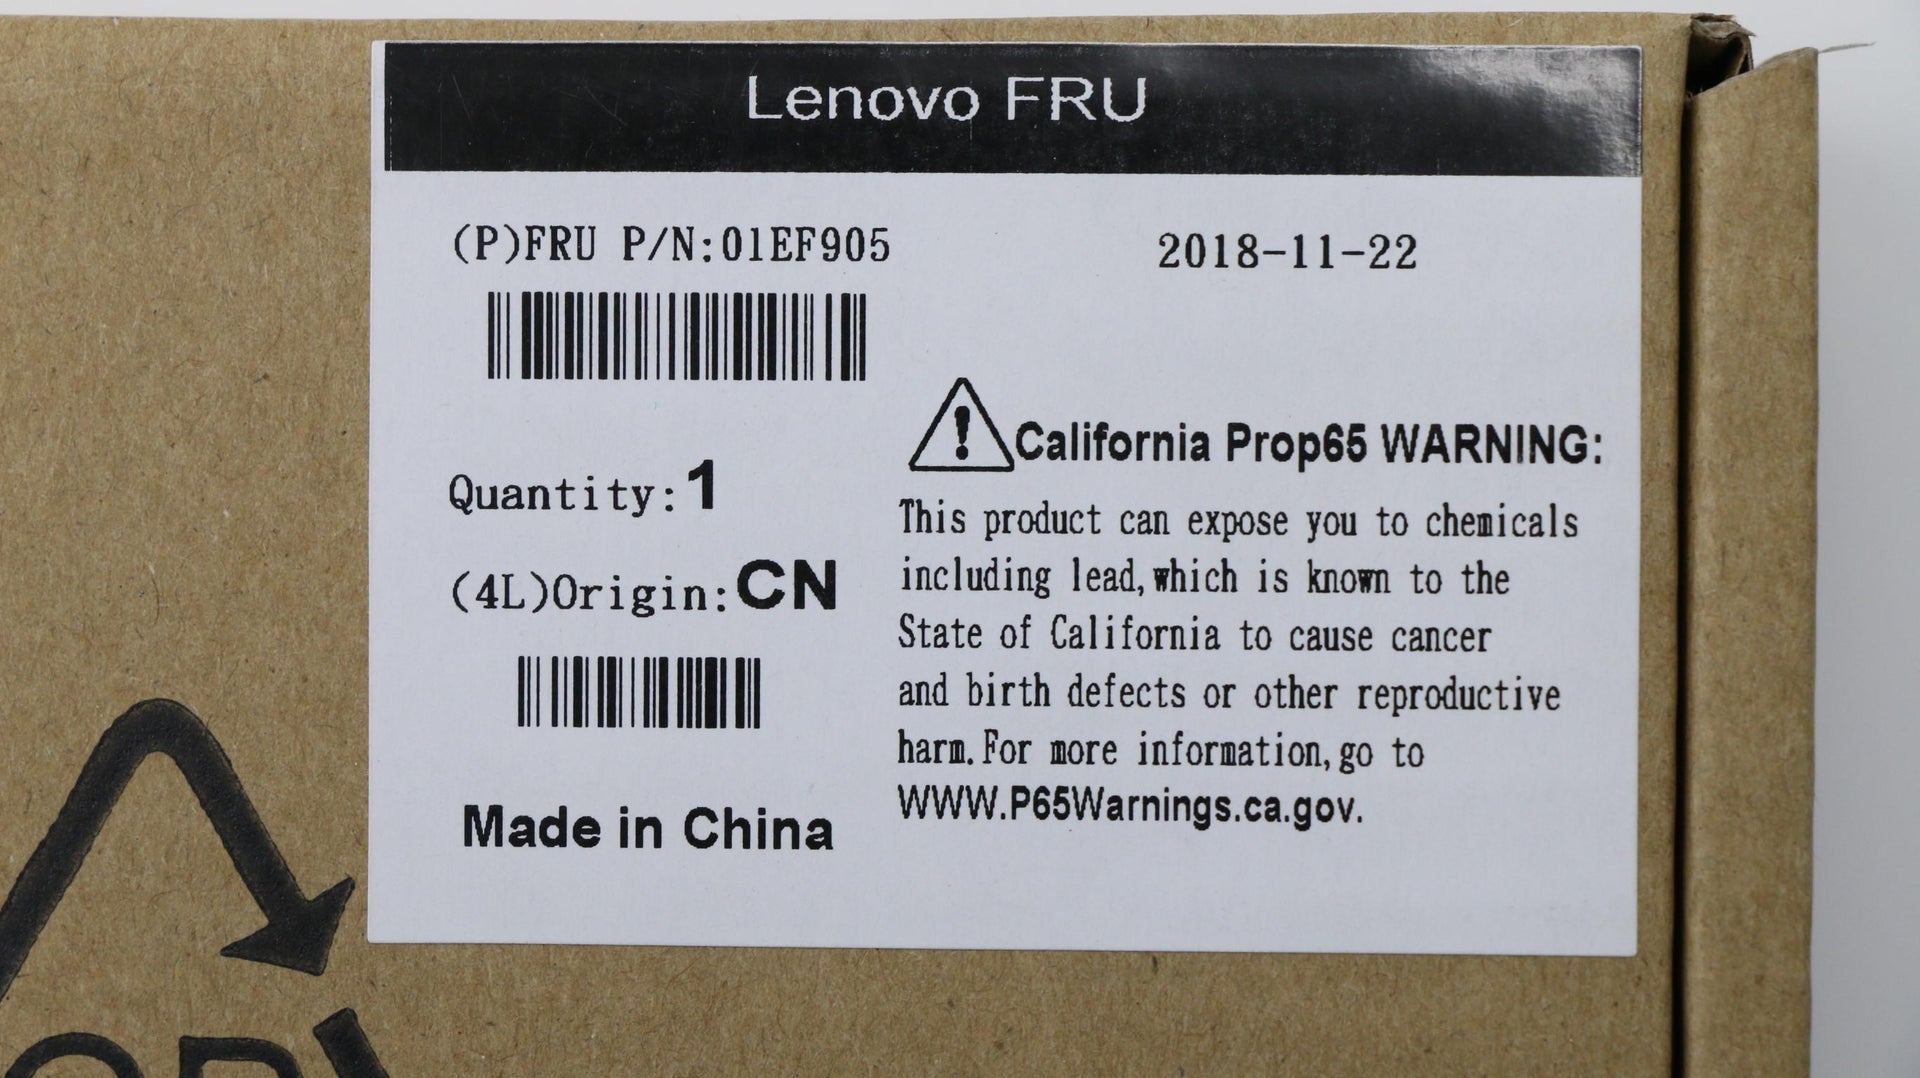 Lenovo FRU
(P)FRU P/N:01EF905
2018-11-22
Quantity:1
(4L)Origin:CN
Made in China
California Prop65 WARNING:
This product can expose you to chemicals
including lead,which is known to the
State of California to cause cancer
and birth defects or other reproductive
harm.For more information,go to
WWW.P65Warnings.ca.gov.